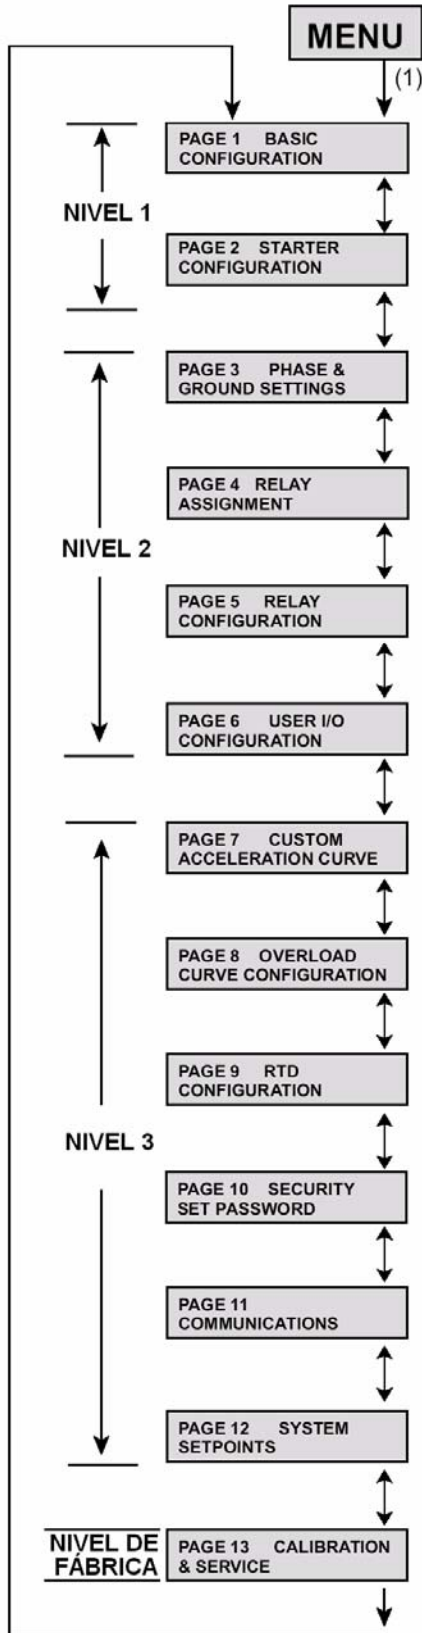 MENU
(1)
PAGE 1 BASIC
CONFIGURATION
NIVEL 1
PAGE 2 STARTER
CONFIGURATION
PAGE 3 PHASE &
GROUND SETTINGS
PAGE 4 RELAY
ASSIGNMENT
NIVEL 2
PAGE 5 RELAY
CONFIGURATION
PAGE 6 USER I/O
CONFIGURATION
PAGE 7 CUSTOM
ACCELERATION CURVE
PAGE 8 OVERLOAD
CURVE CONFIGURATION
PAGE 9 RTD
CONFIGURATION
NIVEL 3
PAGE 10 SECURITY
SET PASSWORD
PAGE 11
COMMUNICATIONS
PAGE 12 SYSTEM
SETPOINTS
NIVEL DE
FÁBRICA
PAGE 13 CALIBRATION
& SERVICE